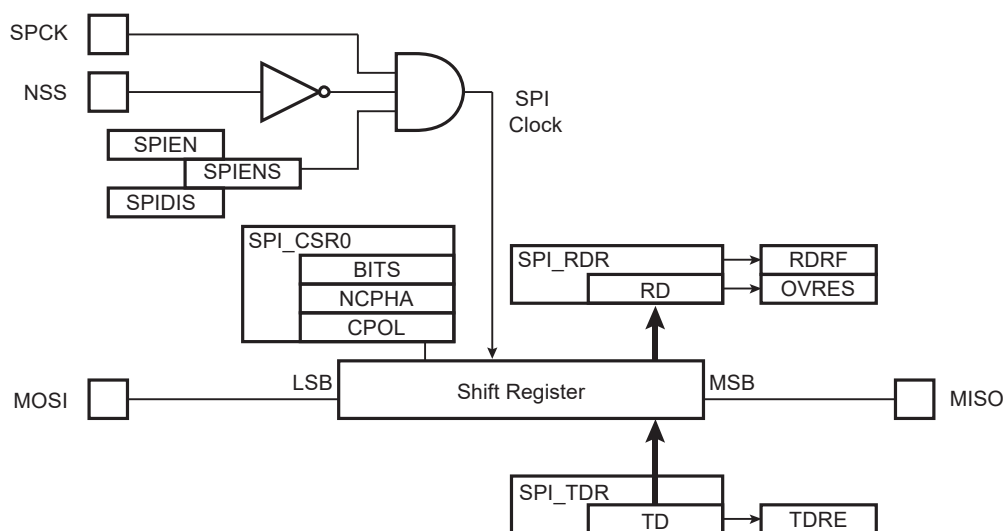 SPCK
NSS
SPI
Clock
SPIEN
SPIENS
SPIDIS
SPI_CSR0
BITS
NCPHA
CPOL
SPI_RDR
RD
RDRF
OVRES
MOSI
LSB
Shift Register
MSB
MISO
SPI_TDR
TD
TDRE